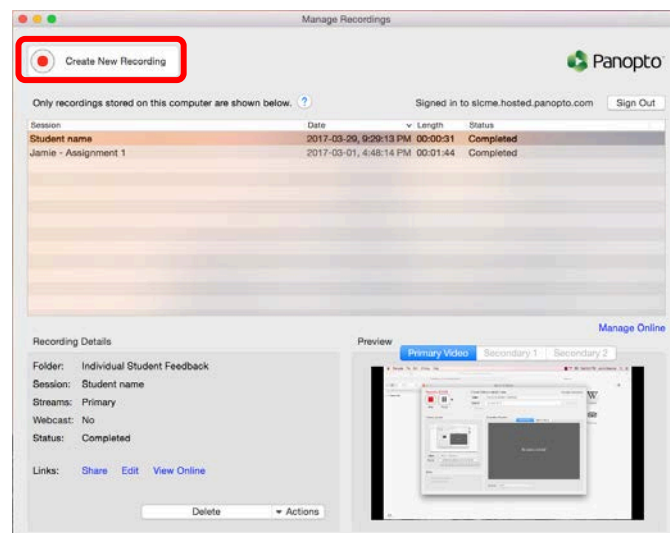 Manage Recordings
Create New Recording
Panopto
Only recordings stored on this computer are shown below. ?
Signed in to slcme.hosted.panopto.com Sign Out
Session Date Length Status
Student name 2017-03-29, 9:29:13 PM 00:00:31 Completed
Jamie - Assignment 1 2017-03-01, 4:48:14 PM 00:01:44 Completed
Manage Online
Recording Details
Folder: Individual Student Feedback
Session: Student name
Streams: Primary
Webcast: No
Status: Completed
Links: Share Edit View Online
Delete Actions
Preview
Primary Video Secondary 1 Secondary 2